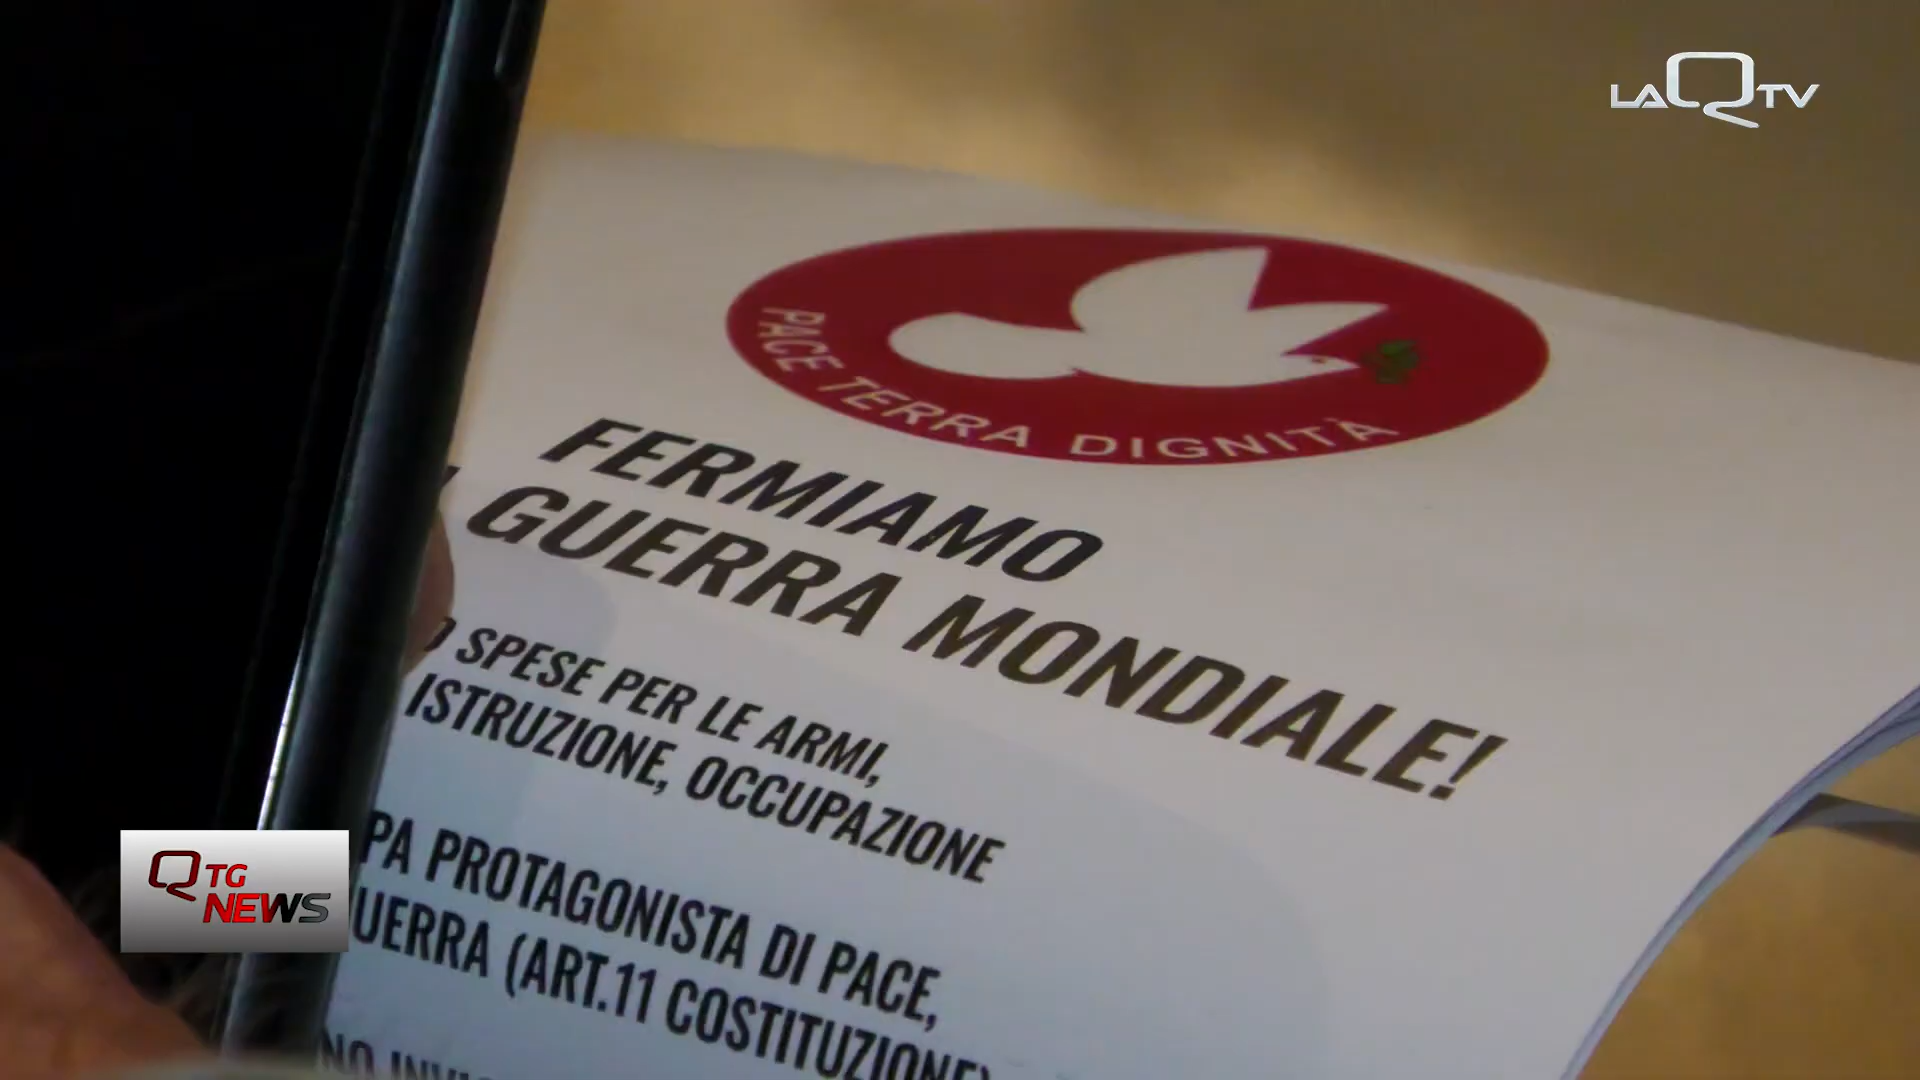 LAQTV
PACE TERRA DIGNITÀ
FERMIAMO
GUERRA MONDIALE!
SPESE PER LE ARMI,
ISTRUZIONE, OCCUPAZIONE
PA PROTAGONISTA DI PACE,
UERRA (ART.11 COSTITUZIONE)
Q TG
NEWS